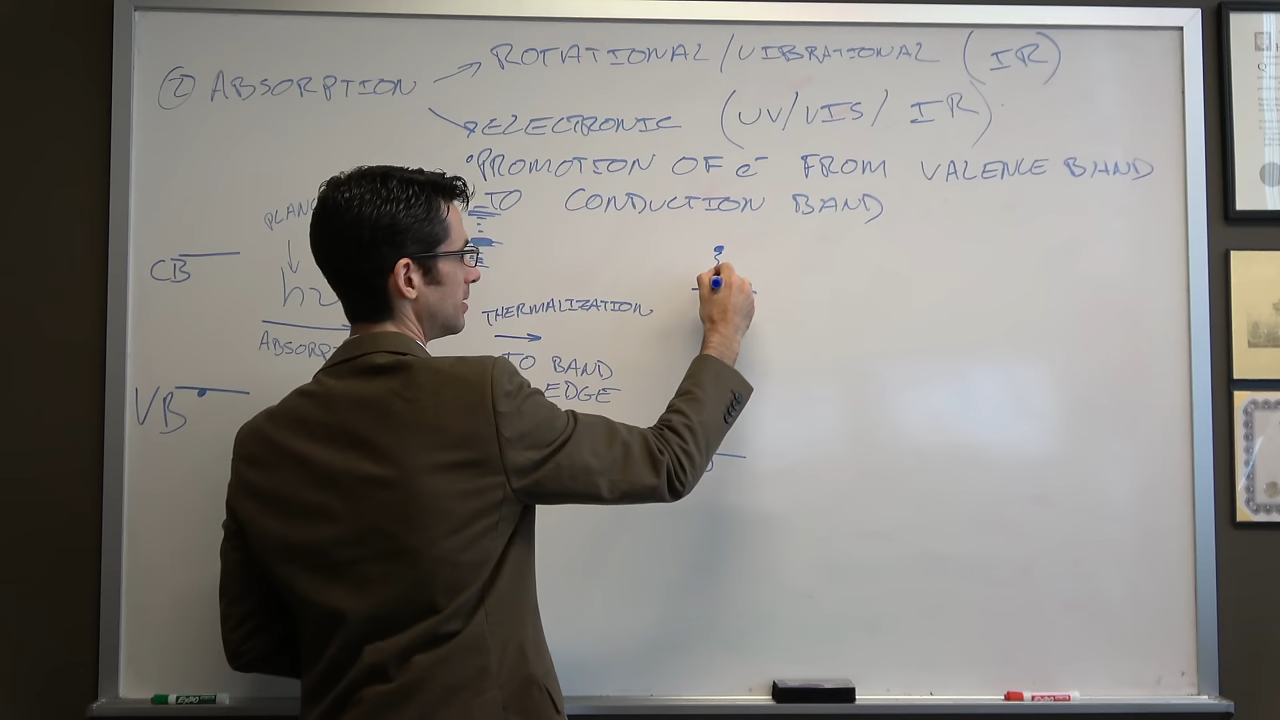 ② ABSORPTION → ROTATIONAL/VIBRATIONAL (IR)
→ ELECTRONIC (UV/VIS/ IR)
• PROMOTION OF e⁻ FROM VALENCE BAND
TO CONDUCTION BAND
CB
THERMALIZATION
TO BAND
EDGE
VB
EXPO